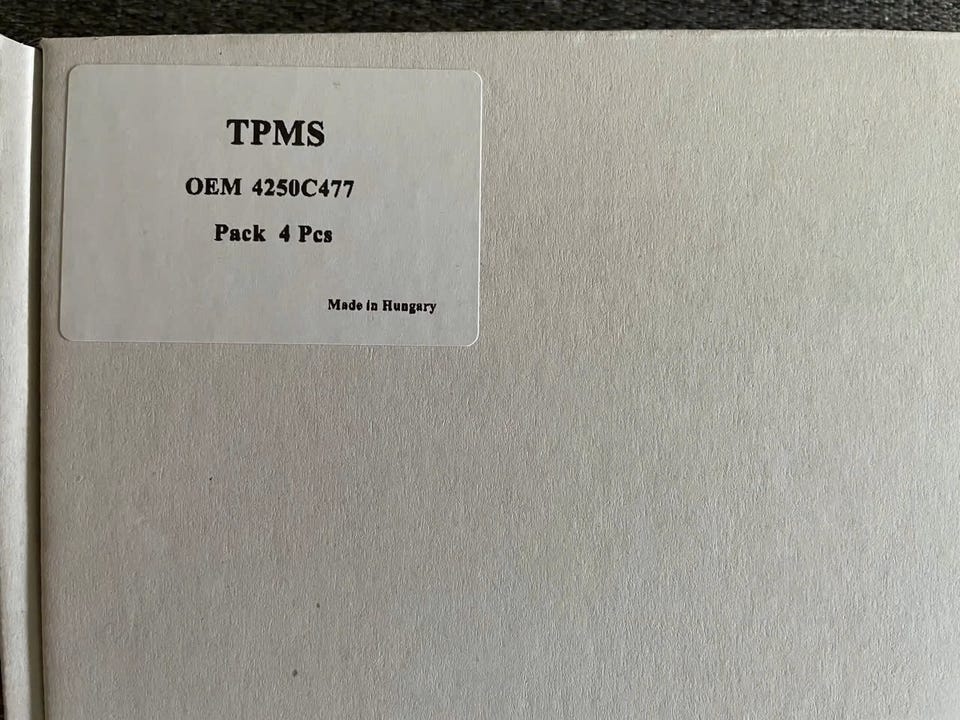 TPMS
OEM 4250C477
Pack 4 Pcs
Made in Hungary